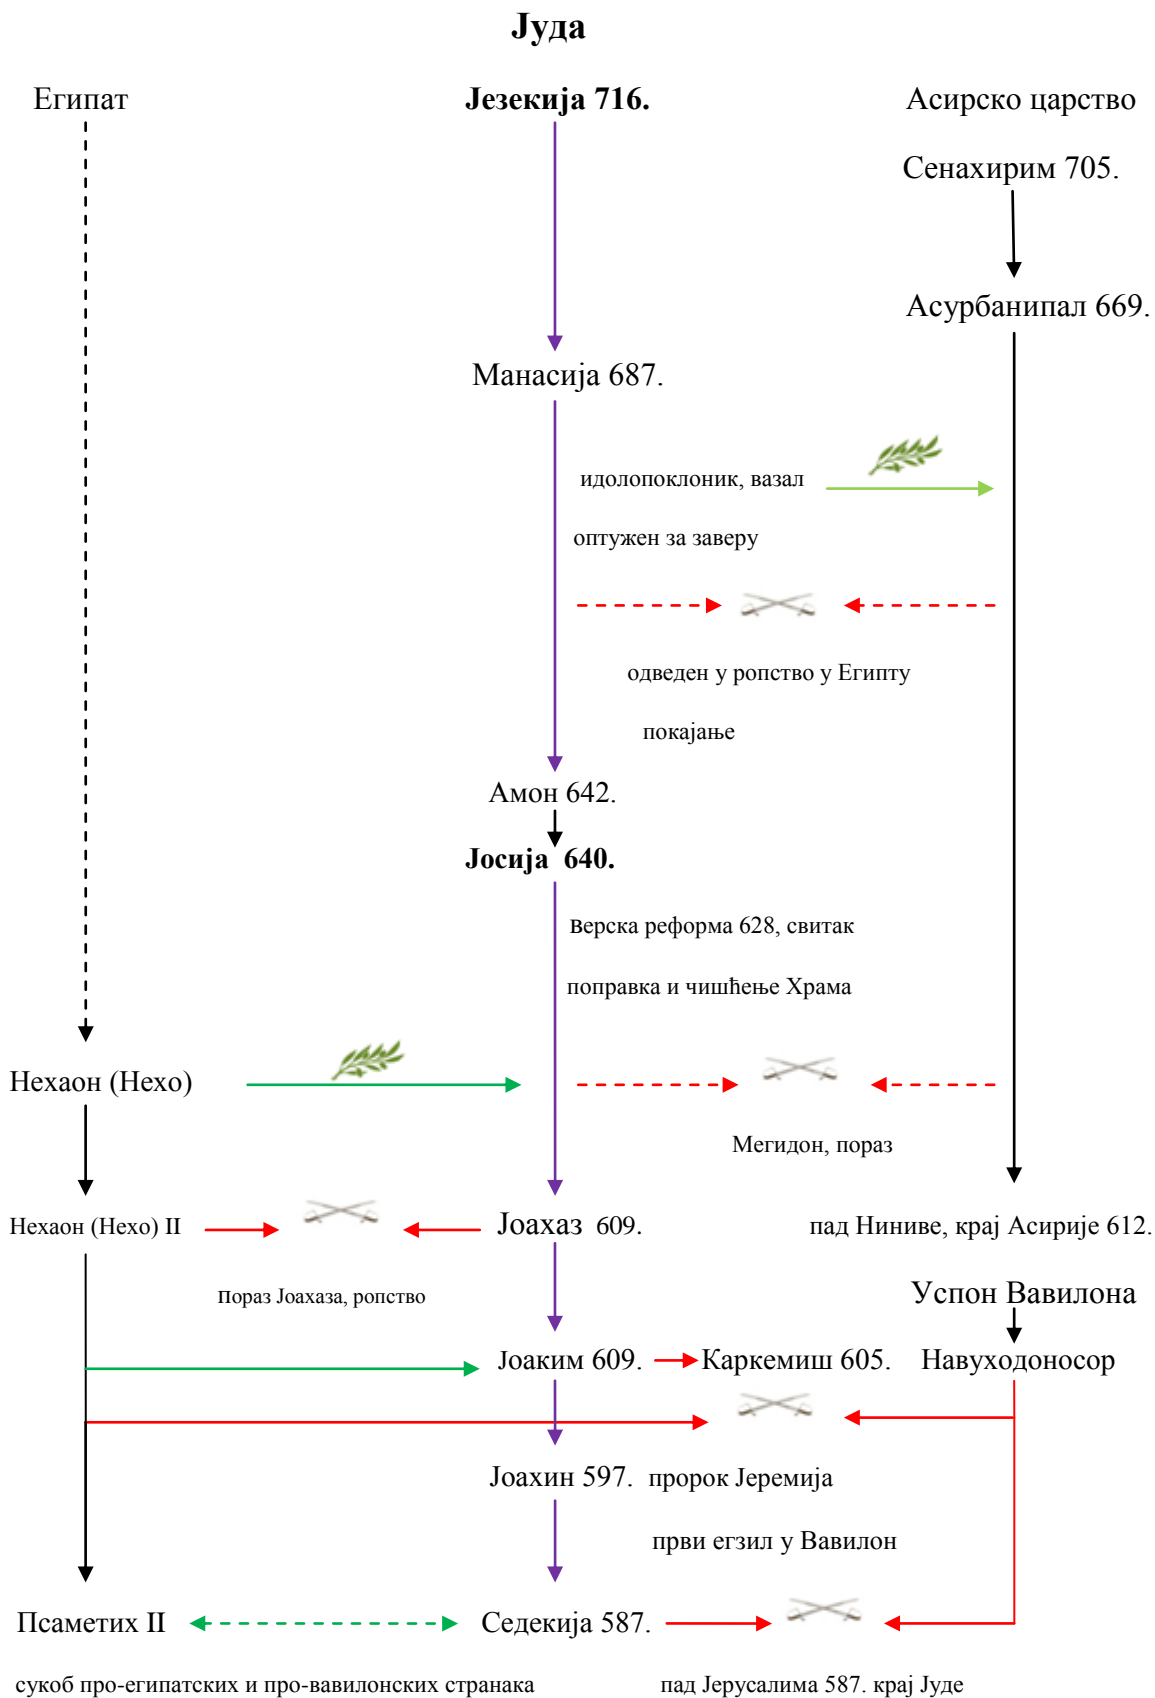 Јуда
Египат Језекија 716. Асирско царство
Сенахирим 705.
Асурбанипал 669.
Манасија 687.
идолопоклоник, вазал
оптужен за заверу
одведен у ропство у Египту
покајање
Амон 642.
Јосија 640.
верска реформа 628, свитак
поправка и чишћење Храма
Нехаон (Нехо)
Мегидон, пораз
Нехаон (Нехо) II Јоахаз 609. пад Ниниве, крај Асирије 612.
пораз Јоахаза, ропство Успон Вавилона
Јоаким 609. Каркемиш 605. Навуходоносор
Јоахин 597. пророк Јеремија
први егзил у Вавилон
Псаметих II Седекија 587.
сукоб про-египатских и про-вавилонских странака пад Јерусалима 587. крај Јуде